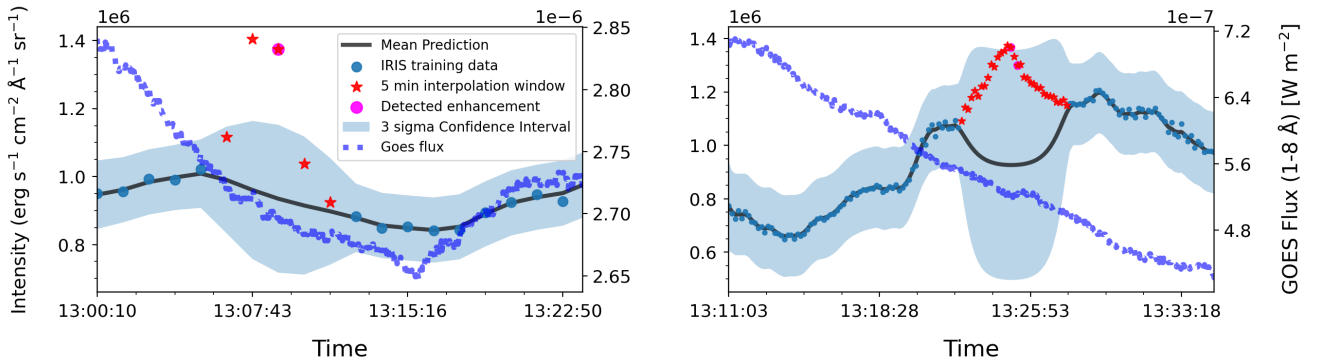 1e6
1e−6
1e6
1e−7
Intensity (erg s⁻¹ cm⁻² Å⁻¹ sr⁻¹)
1.4
1.2
1.0
0.8
Mean Prediction
IRIS training data
5 min interpolation window
Detected enhancement
3 sigma Confidence Interval
Goes flux
2.85
2.80
2.75
2.70
2.65
13:00:10
13:07:43
13:15:16
13:22:50
Time
1.4
1.2
1.0
0.8
0.6
7.2
6.4
5.6
4.8
GOES Flux (1-8 Å) [W m⁻²]
13:11:03
13:18:28
13:25:53
13:33:18
Time